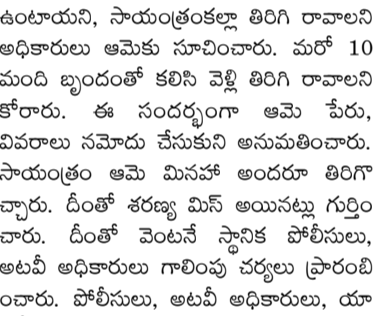 ఉంటాయని, సాయంత్రంకల్లా తిరిగి రావాలని
అధికారులు ఆమెకు సూచించారు. మరో 10
మంది బృందంతో కలిసి వెళ్లి తిరిగి రావాలని
కోరారు. ఈ సందర్భంగా ఆమె పేరు,
వివరాలు నమోదు చేసుకుని అనుమతించారు.
సాయంత్రం ఆమె మినహా అందరూ తిరిగొ
చ్చారు. దీంతో శరణ్య మిస్ అయినట్లు గుర్తిం
చారు. దీంతో వెంటనే స్థానిక పోలీసులు,
అటవీ అధికారులు గాలింపు చర్యలు ప్రారంబి
ంచారు. పోలీసులు, అటవీ అధికారులు, యా